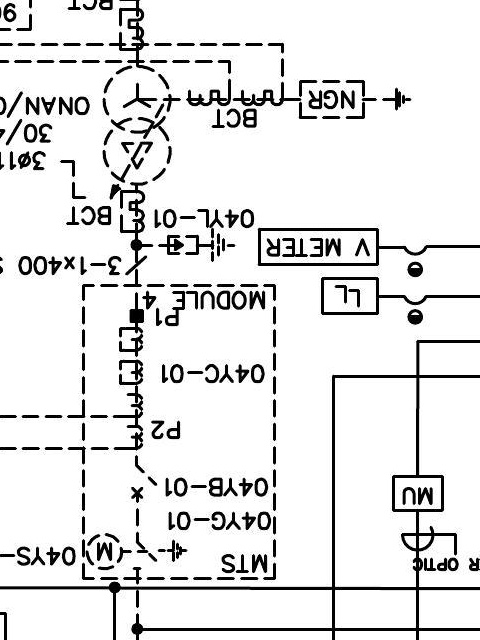 R OPTIC
MTS
M
04YS-
04YG-01
04YB-01
MU
P2
04YC-01
P1
MODULE 4
LL
3-1x400
V METER
04YL-01
BCT
3ø11
30/4
BCT
ONAN/
NGR
BCT